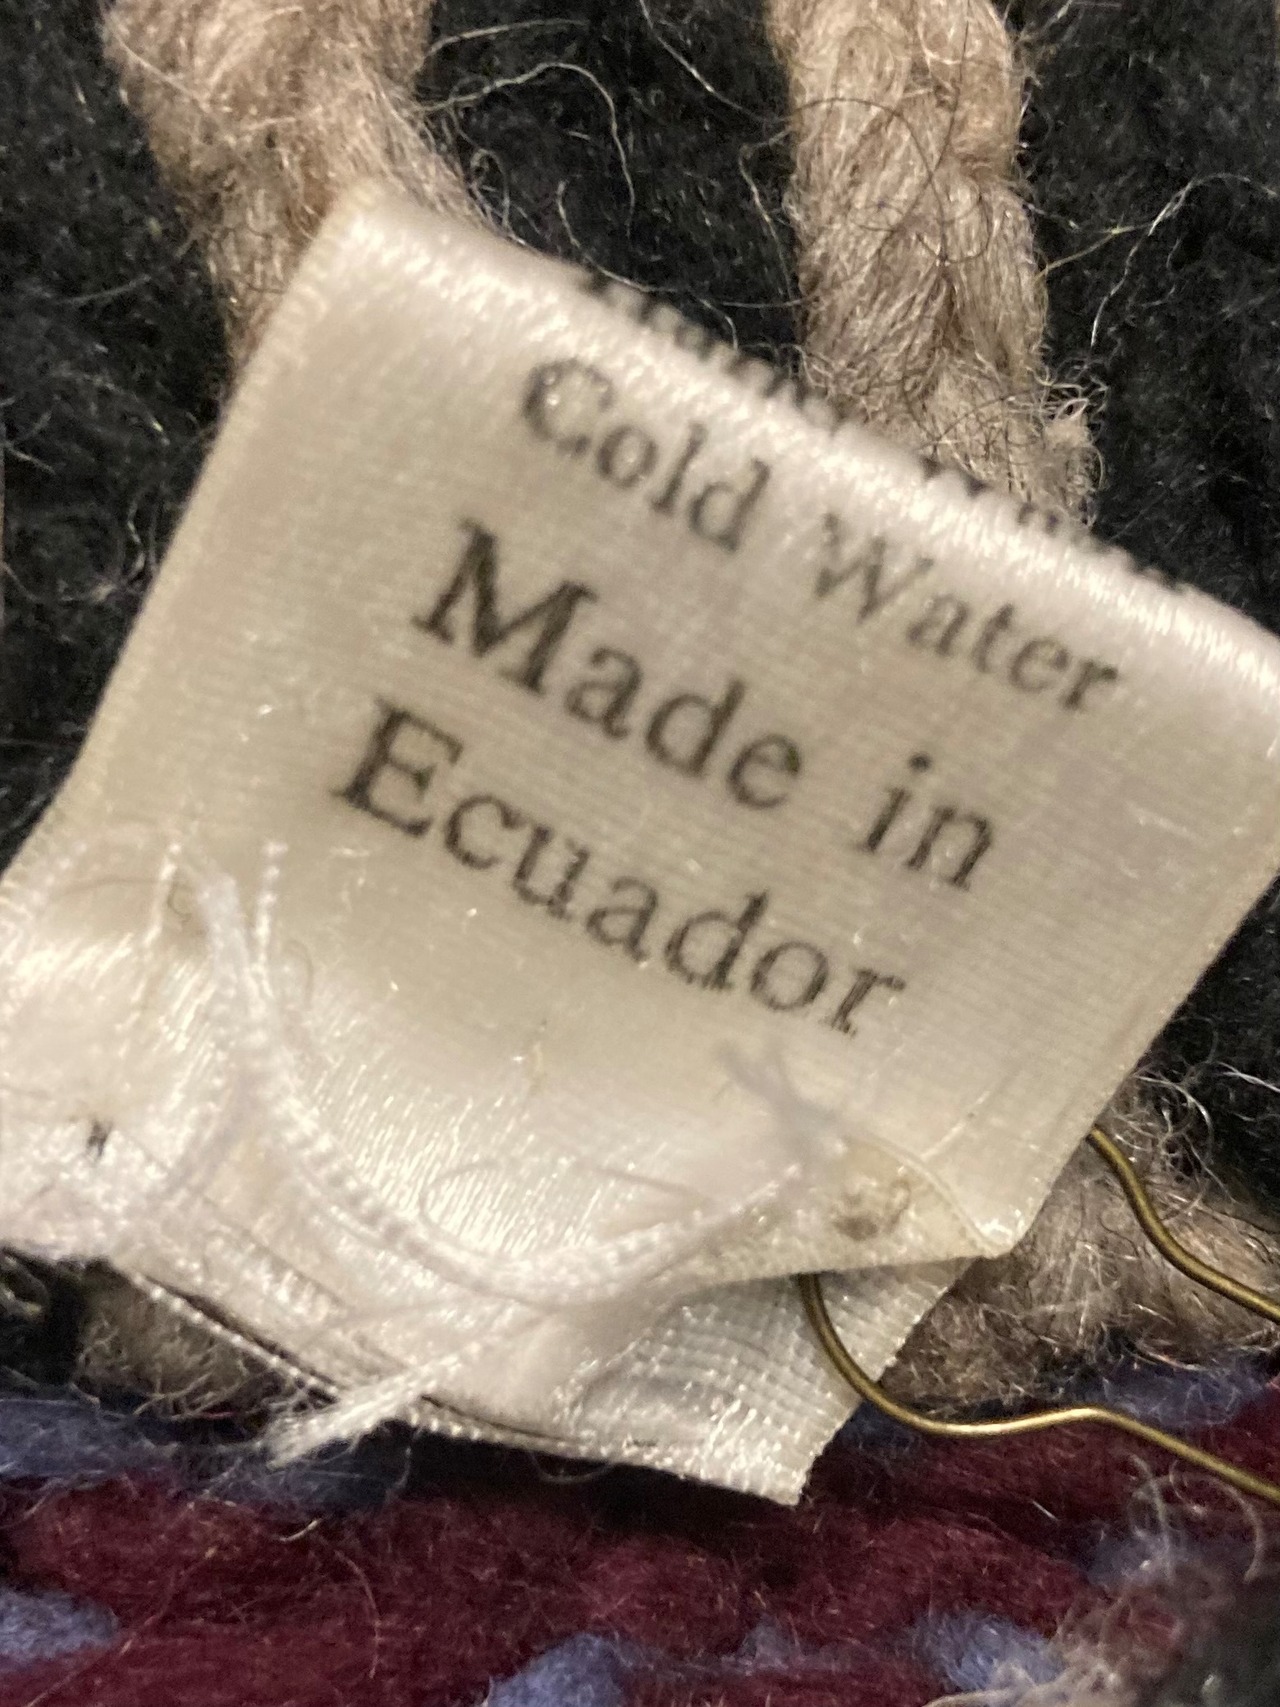 Cold Water
Made in
Ecuador